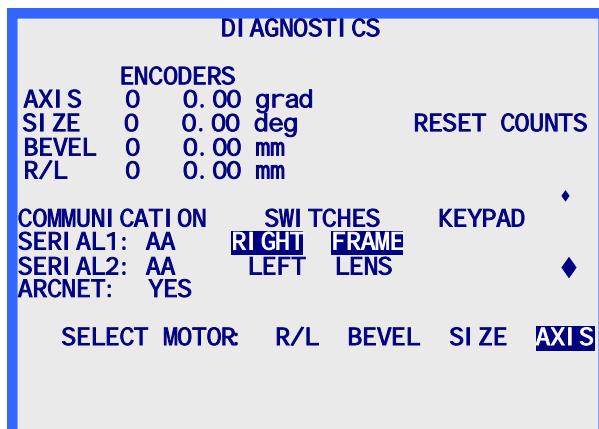 DIAGNOSTICS
ENCODERS
AXIS 0 0.00 grad
SIZE 0 0.00 deg RESET COUNTS
BEVEL 0 0.00 mm
R/L 0 0.00 mm
COMMUNICATION SWITCHES KEYPAD
SERIAL1: AA RIGHT FRAME
SERIAL2: AA LEFT LENS
ARCNET: YES
SELECT MOTOR: R/L BEVEL SIZE AXIS